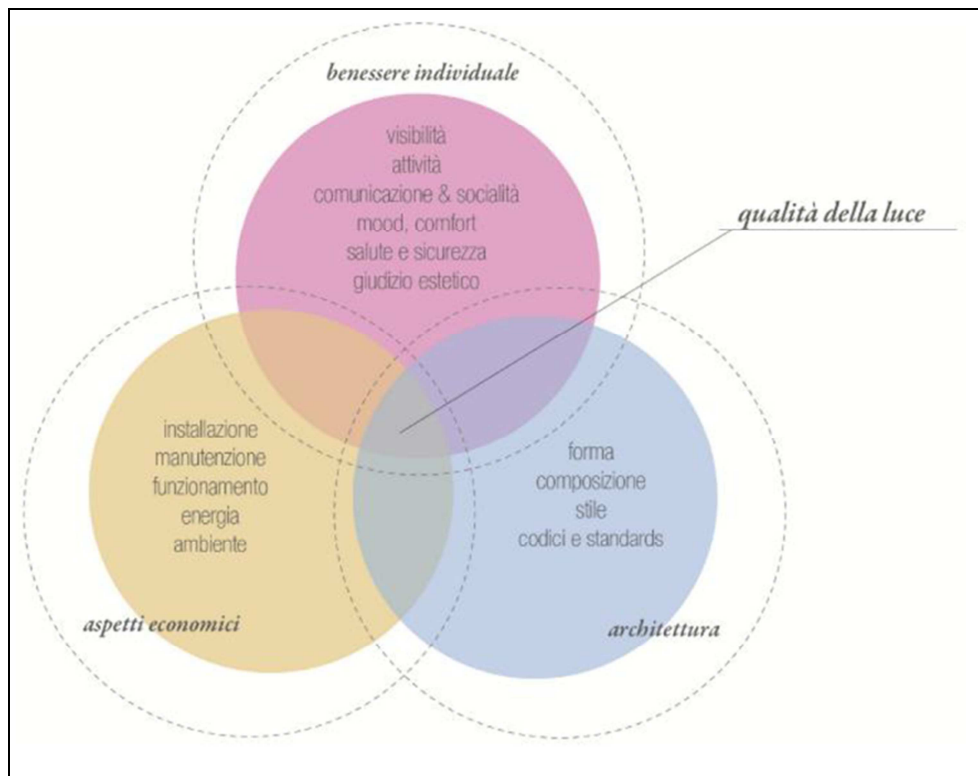 benessere individuale
visibilità
attività
comunicazione & socialità
mood, comfort
salute e sicurezza
giudizio estetico
qualità della luce
installazione
manutenzione
funzionamento
energia
ambiente
forma
composizione
stile
codici e standards
aspetti economici
architettura